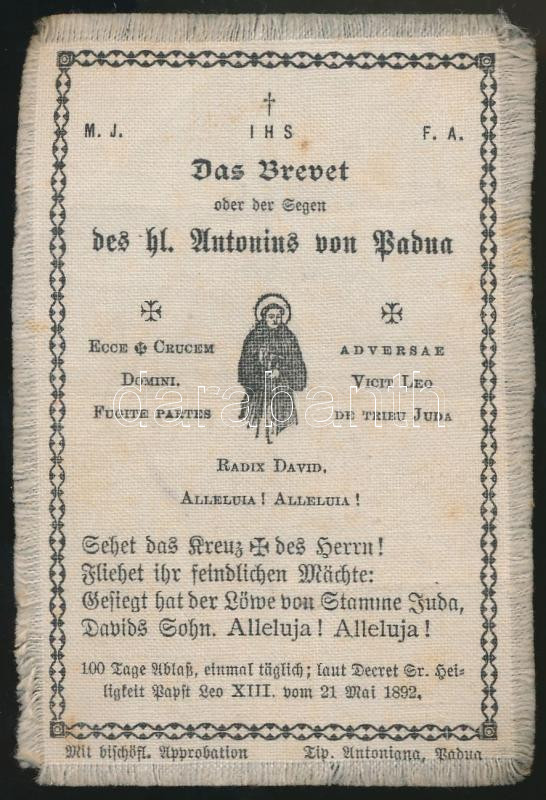 †
M. J. IHS F. A.
Das Brevet
oder der Segen
des hl. Antonius von Padua
✠ ✠
Ecce ✠ Crucem adversae
Domini, Vicit Leo
Fugite partes de tribu Juda
Radix David,
Alleluia! Alleluia!
Sehet das Kreuz ✠ des Herrn!
Fliehet ihr feindlichen Mächte:
Gesiegt hat der Löwe von Stamme Juda,
Davids Sohn. Alleluja! Alleluja!
100 Tage Ablaß, einmal täglich; laut Decret Sr. Hei-
ligkeit Papst Leo XIII. vom 21 Mai 1892.
Mit bischöfl. Approbation Tip. Antoniana, Padua
darabanth